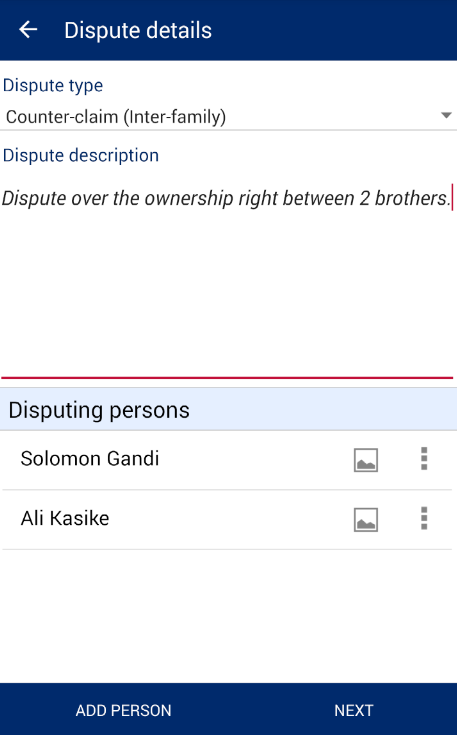 Dispute details
Dispute type
Counter-claim (Inter-family)
Dispute description
Dispute over the ownership right between 2 brothers.
Disputing persons
Solomon Gandi
Ali Kasike
ADD PERSON NEXT